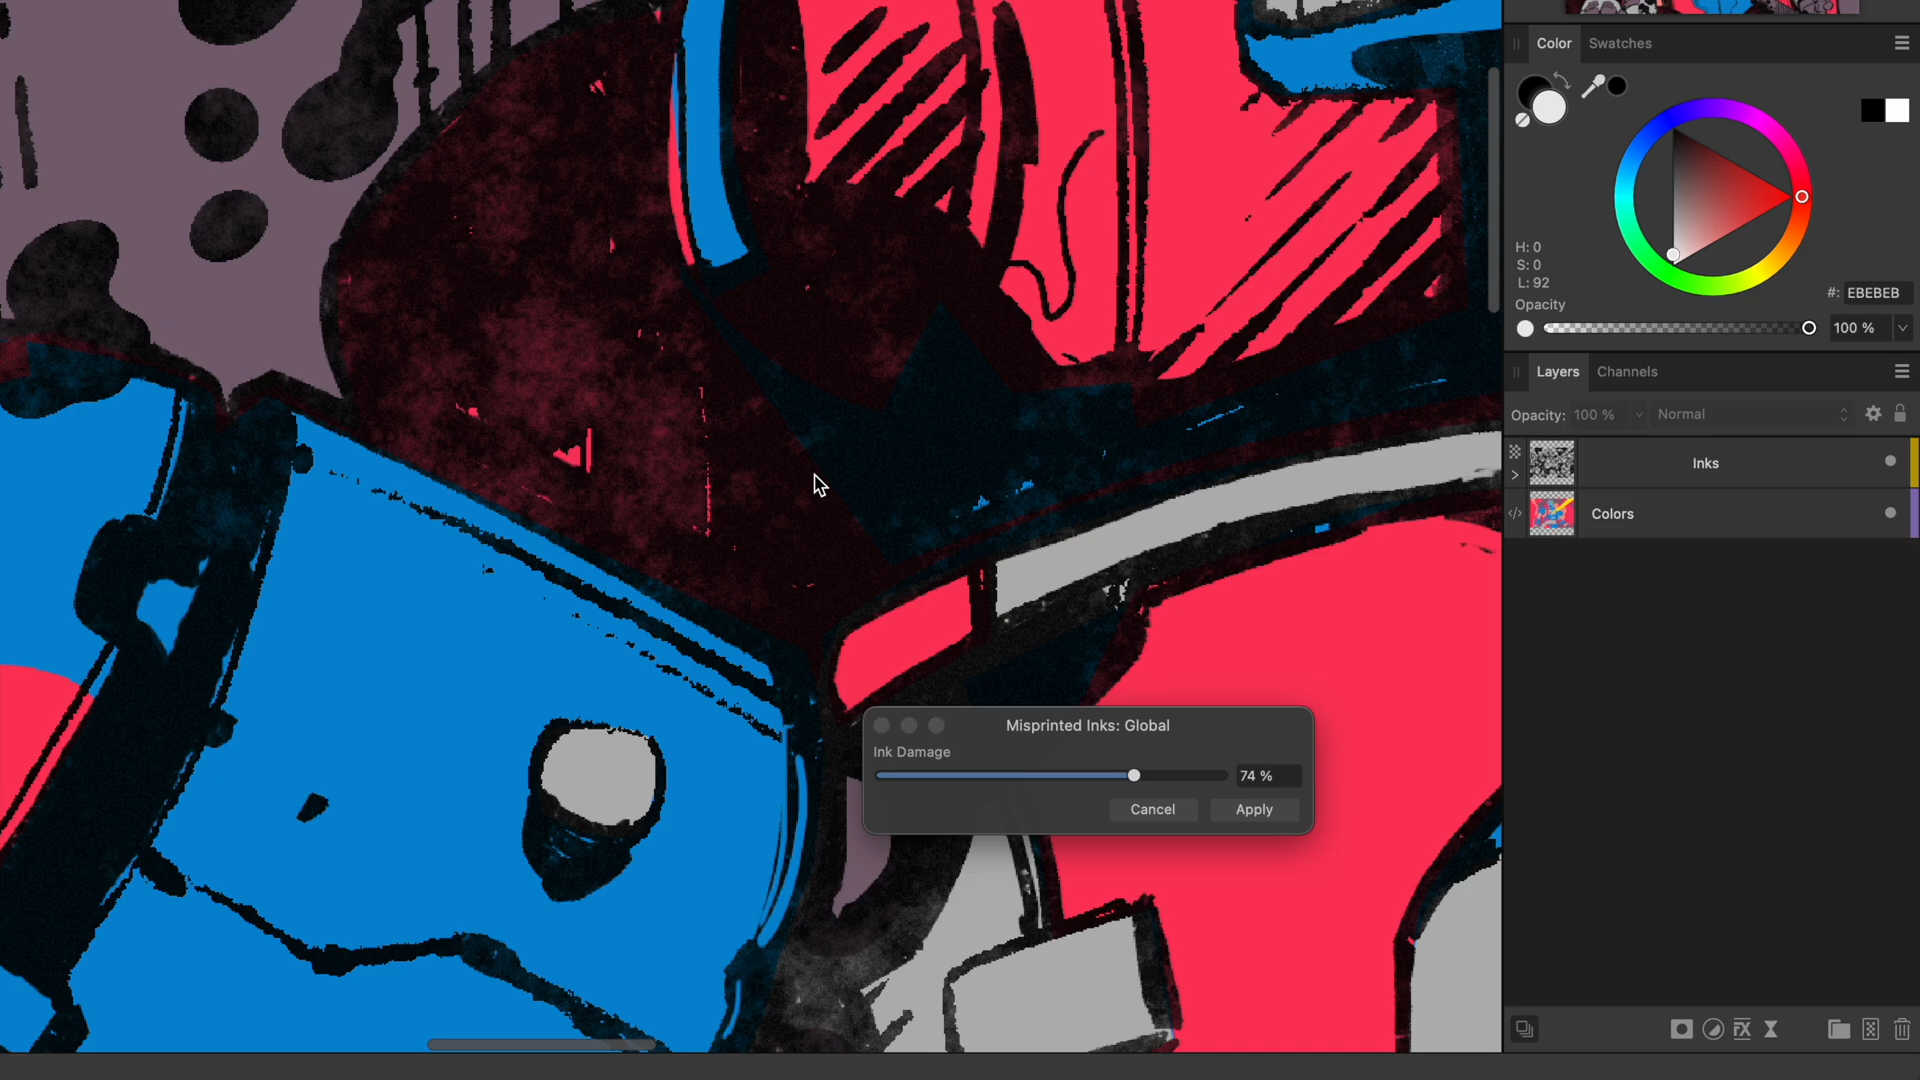 Color Swatches
H: 0
S: 0
L: 92
#: EBEBEB
Opacity
100 %
Layers Channels
Opacity: 100 % Normal
Inks
Colors
Misprinted Inks: Global
Ink Damage
74 %
Cancel Apply